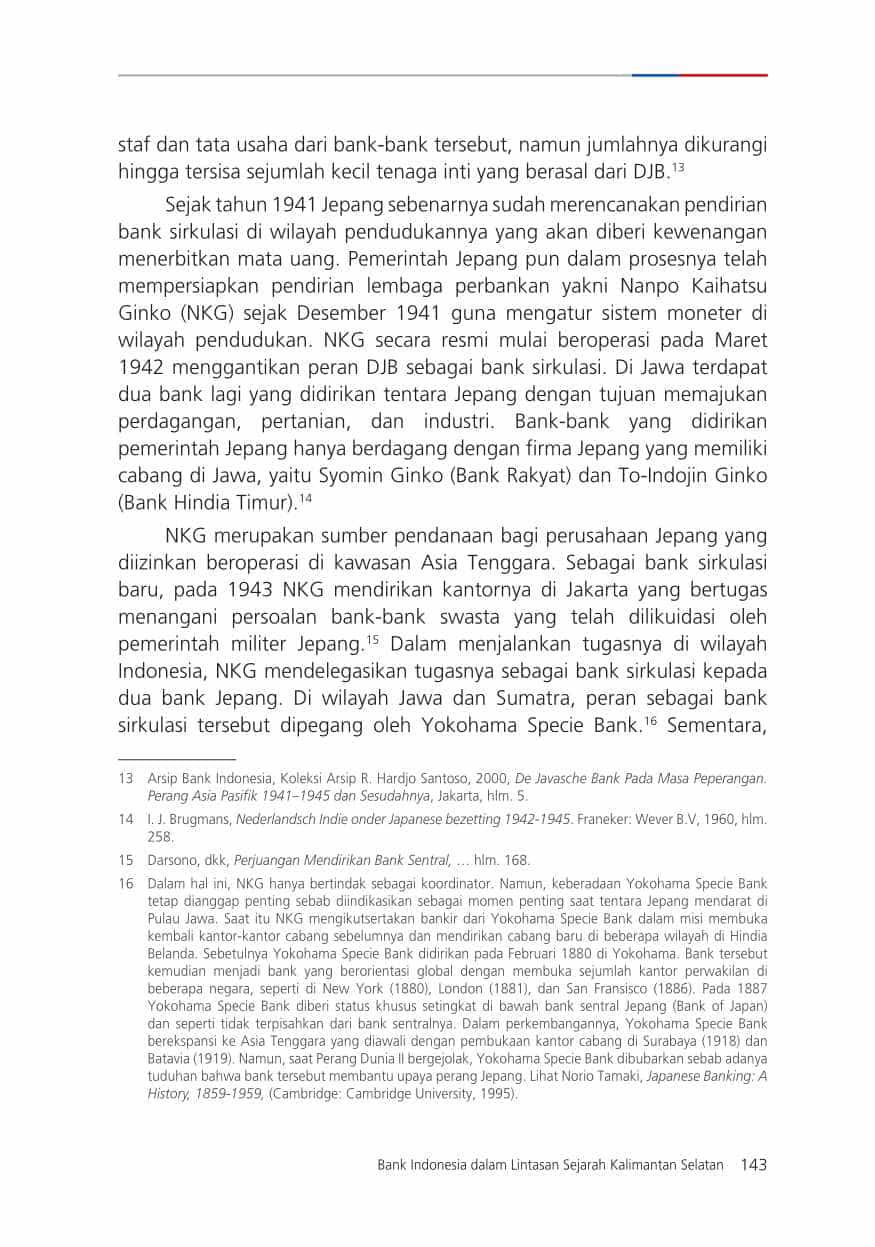 staf dan tata usaha dari bank-bank tersebut, namun jumlahnya dikurangi
hingga tersisa sejumlah kecil tenaga inti yang berasal dari DJB.13
Sejak tahun 1941 Jepang sebenarnya sudah merencanakan pendirian
bank sirkulasi di wilayah pendudukannya yang akan diberi kewenangan
menerbitkan mata uang. Pemerintah Jepang pun dalam prosesnya telah
mempersiapkan pendirian lembaga perbankan yakni Nanpo Kaihatsu
Ginko (NKG) sejak Desember 1941 guna mengatur sistem moneter di
wilayah pendudukan. NKG secara resmi mulai beroperasi pada Maret
1942 menggantikan peran DJB sebagai bank sirkulasi. Di Jawa terdapat
dua bank lagi yang didirikan tentara Jepang dengan tujuan memajukan
perdagangan, pertanian, dan industri. Bank-bank yang didirikan
pemerintah Jepang hanya berdagang dengan firma Jepang yang memiliki
cabang di Jawa, yaitu Syomin Ginko (Bank Rakyat) dan To-Indojin Ginko
(Bank Hindia Timur).14
NKG merupakan sumber pendanaan bagi perusahaan Jepang yang
diizinkan beroperasi di kawasan Asia Tenggara. Sebagai bank sirkulasi
baru, pada 1943 NKG mendirikan kantornya di Jakarta yang bertugas
menangani persoalan bank-bank swasta yang telah dilikuidasi oleh
pemerintah militer Jepang.15 Dalam menjalankan tugasnya di wilayah
Indonesia, NKG mendelegasikan tugasnya sebagai bank sirkulasi kepada
dua bank Jepang. Di wilayah Jawa dan Sumatra, peran sebagai bank
sirkulasi tersebut dipegang oleh Yokohama Specie Bank.16 Sementara,
13 Arsip Bank Indonesia, Koleksi Arsip R. Hardjo Santoso, 2000, De Javasche Bank Pada Masa Peperangan.
Perang Asia Pasifik 1941–1945 dan Sesudahnya, Jakarta, hlm. 5.
14 I. J. Brugmans, Nederlandsch Indie onder Japanese bezetting 1942-1945. Franeker: Wever B.V, 1960, hlm.
258.
15 Darsono, dkk, Perjuangan Mendirikan Bank Sentral, … hlm. 168.
16 Dalam hal ini, NKG hanya bertindak sebagai koordinator. Namun, keberadaan Yokohama Specie Bank
tetap dianggap penting sebab diindikasikan sebagai momen penting saat tentara Jepang mendarat di
Pulau Jawa. Saat itu NKG mengikutsertakan bankir dari Yokohama Specie Bank dalam misi membuka
kembali kantor-kantor cabang sebelumnya dan mendirikan cabang baru di beberapa wilayah di Hindia
Belanda. Sebetulnya Yokohama Specie Bank didirikan pada Februari 1880 di Yokohama. Bank tersebut
kemudian menjadi bank yang berorientasi global dengan membuka sejumlah kantor perwakilan di
beberapa negara, seperti di New York (1880), London (1881), dan San Fransisco (1886). Pada 1887
Yokohama Specie Bank diberi status khusus setingkat di bawah bank sentral Jepang (Bank of Japan)
dan seperti tidak terpisahkan dari bank sentralnya. Dalam perkembangannya, Yokohama Specie Bank
berekspansi ke Asia Tenggara yang diawali dengan pembukaan kantor cabang di Surabaya (1918) dan
Batavia (1919). Namun, saat Perang Dunia II bergejolak, Yokohama Specie Bank dibubarkan sebab adanya
tuduhan bahwa bank tersebut membantu upaya perang Jepang. Lihat Norio Tamaki, Japanese Banking: A
History, 1859-1959, (Cambridge: Cambridge University, 1995).
Bank Indonesia dalam Lintasan Sejarah Kalimantan Selatan 143